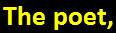 The poet,